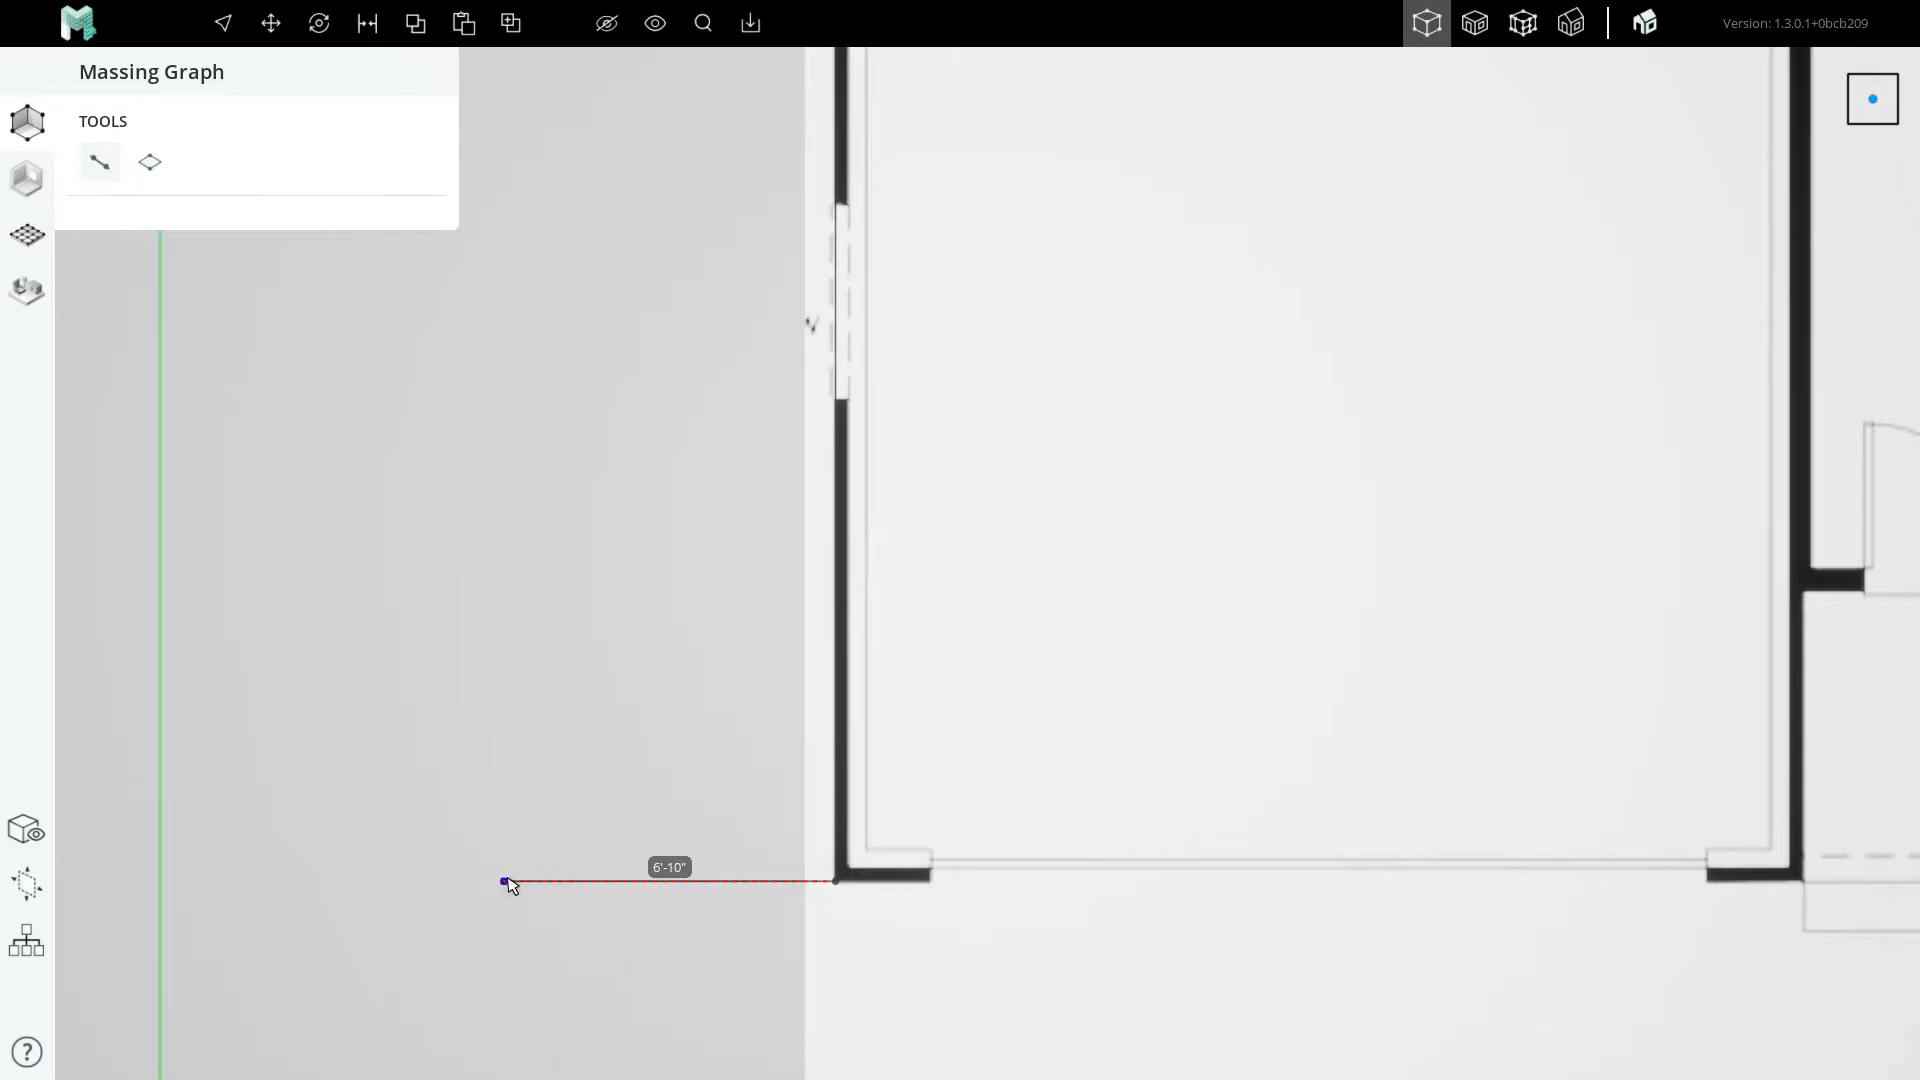 Version: 1.3.0.1+0bcb209
Massing Graph
TOOLS
6'-10"
?